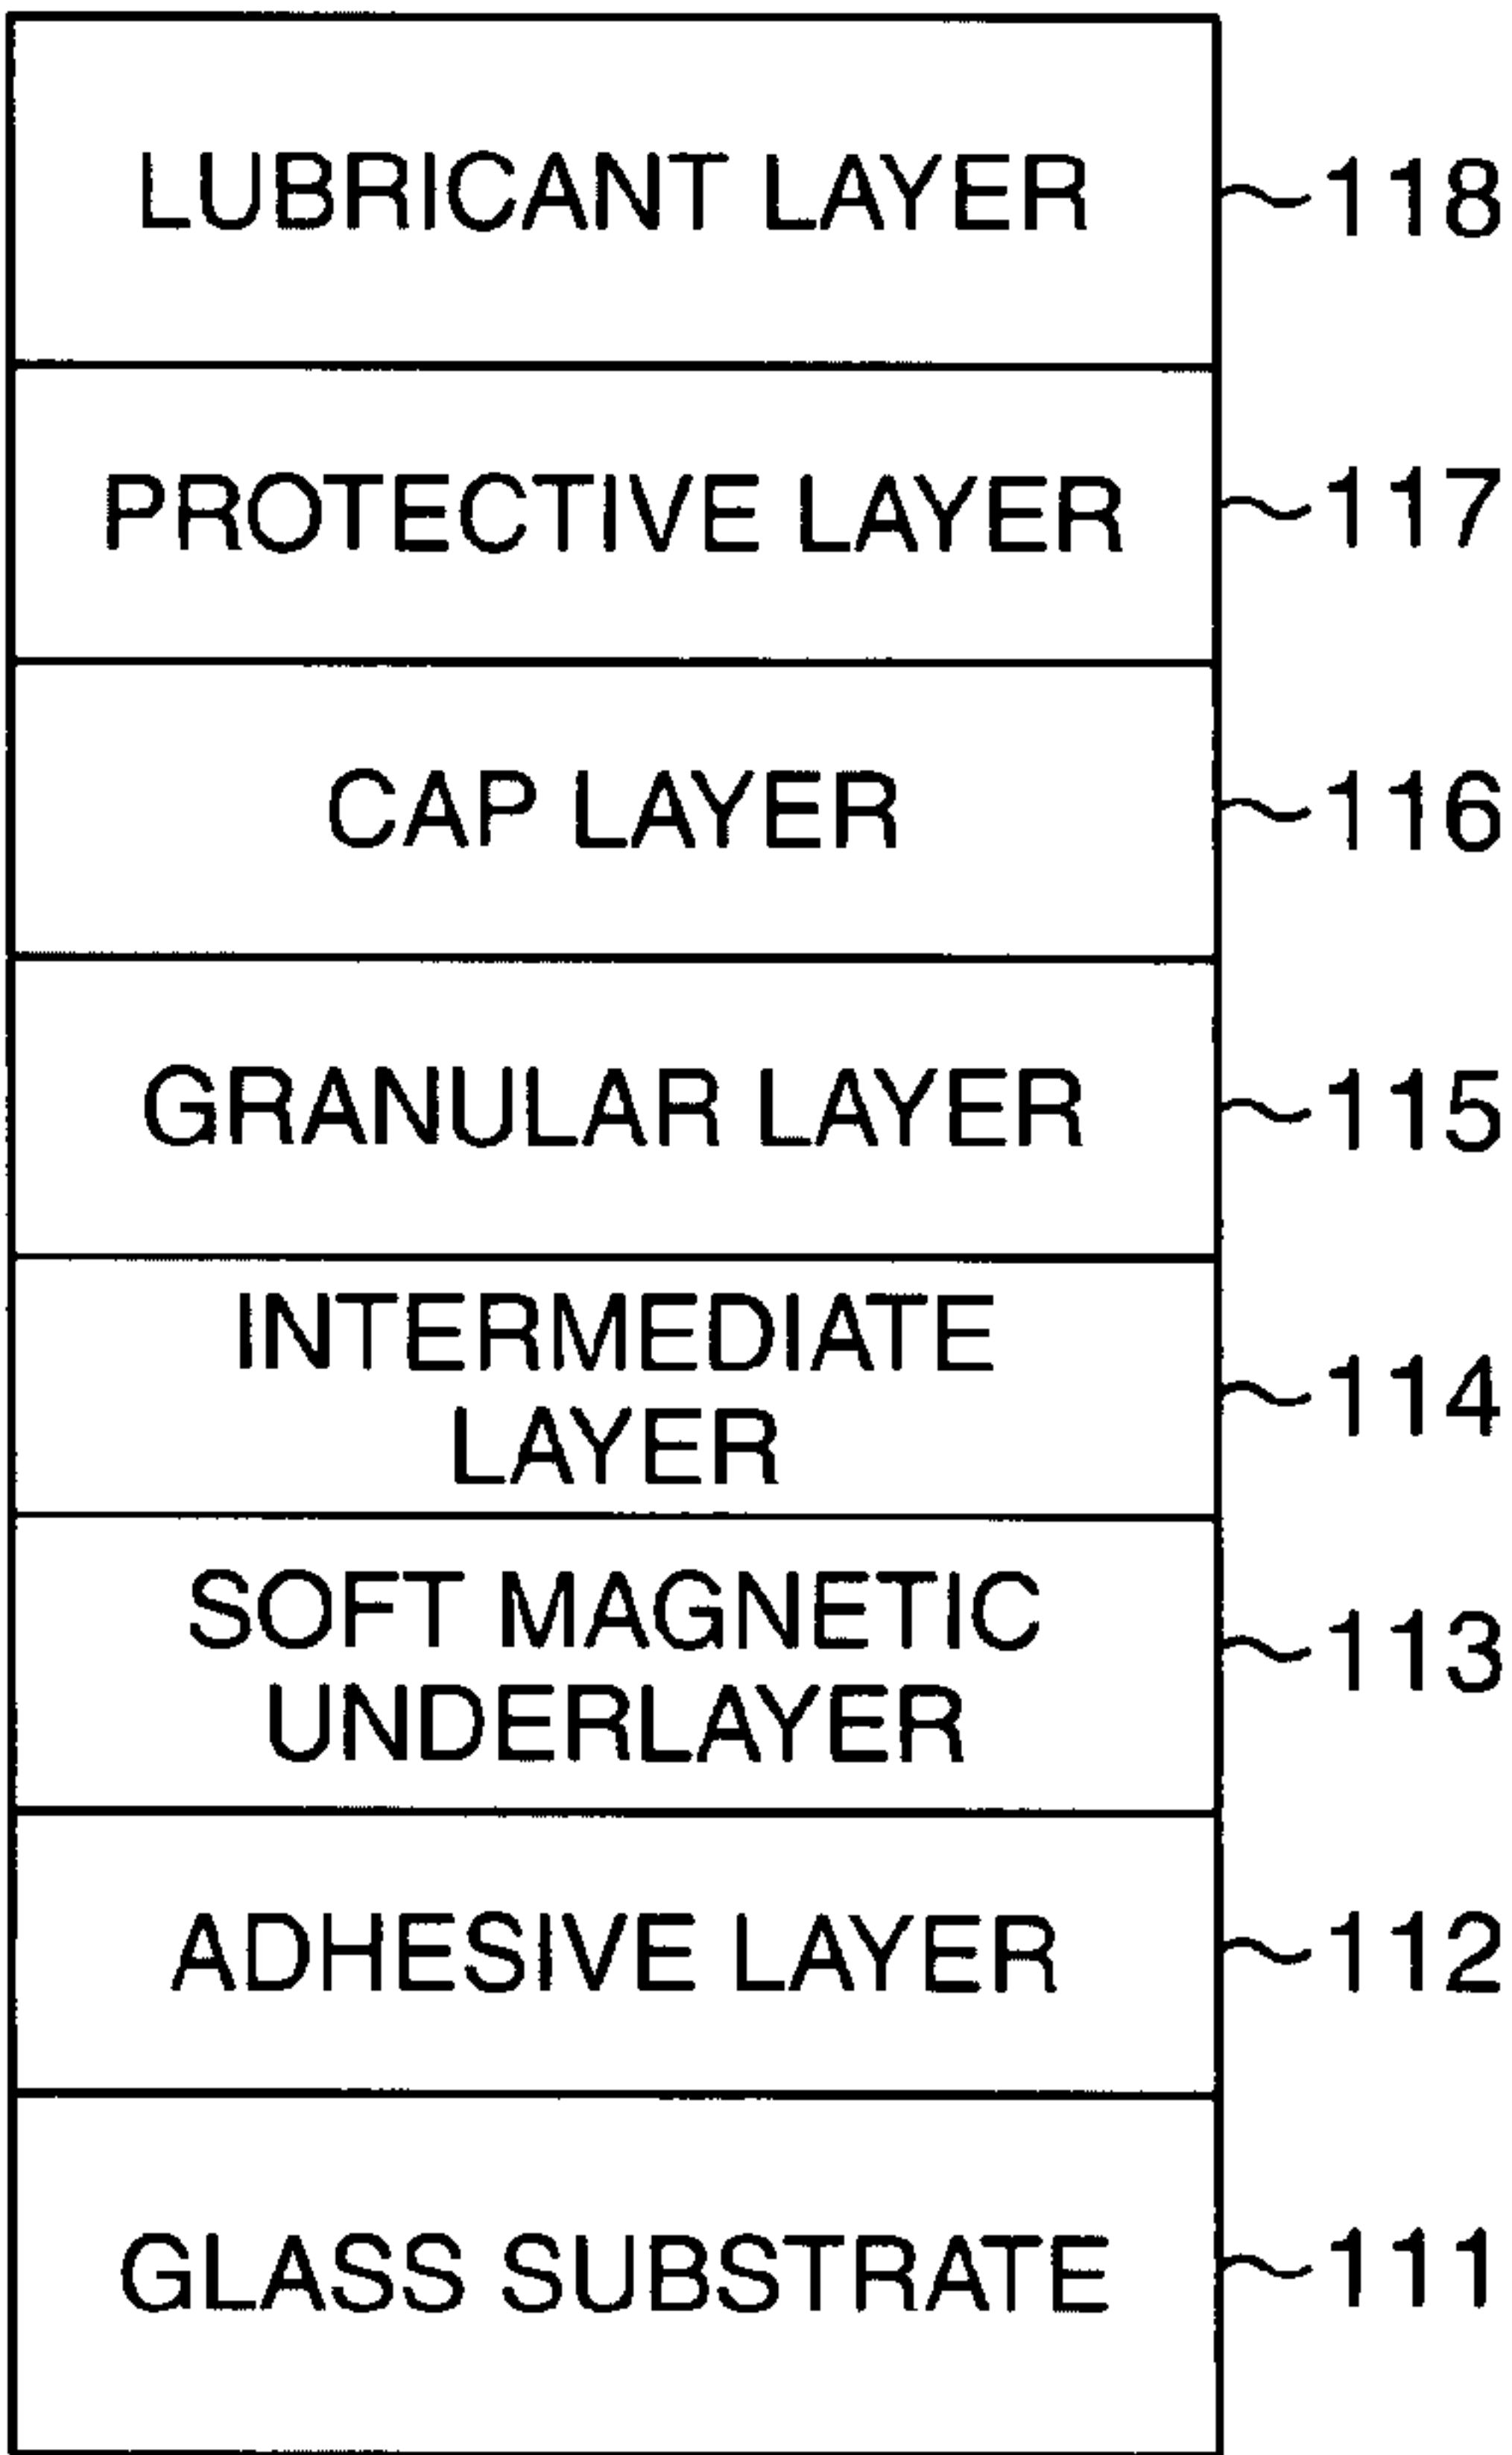 LUBRICANT LAYER 118
PROTECTIVE LAYER 117
CAP LAYER 116
GRANULAR LAYER 115
INTERMEDIATE
LAYER 114
SOFT MAGNETIC
UNDERLAYER 113
ADHESIVE LAYER 112
GLASS SUBSTRATE 111